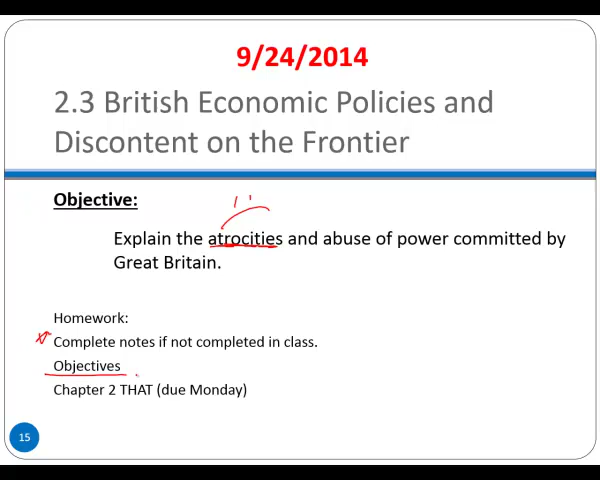 9/24/2014
2.3 British Economic Policies and
Discontent on the Frontier
Objective:
Explain the atrocities and abuse of power committed by
Great Britain.
Homework:
Complete notes if not completed in class.
Objectives
Chapter 2 THAT (due Monday)
15